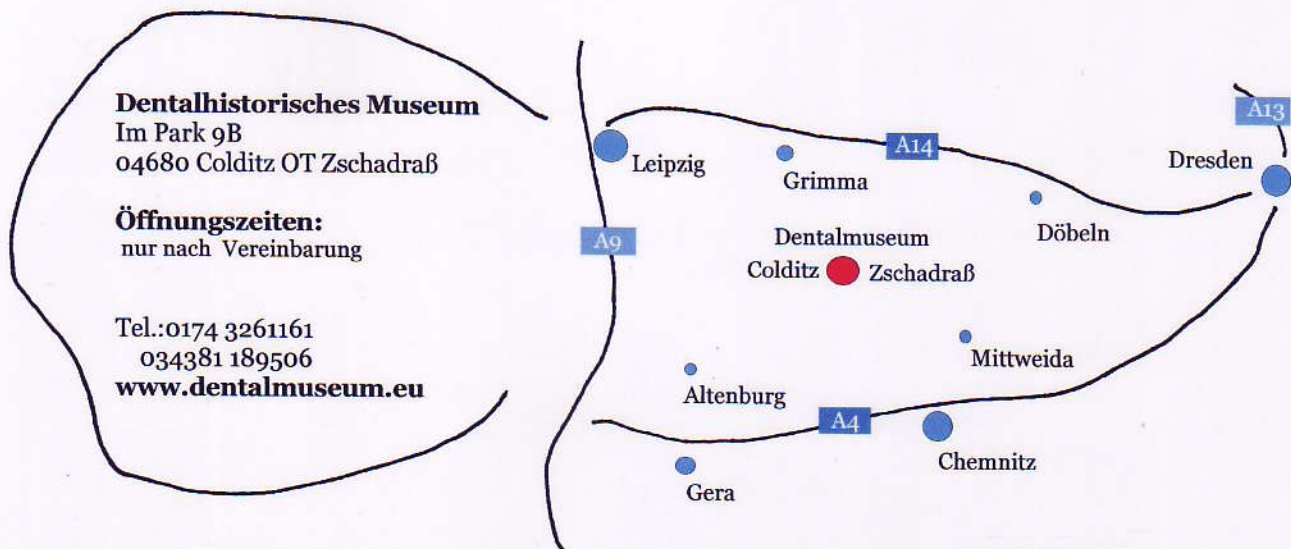 Dentalhistorisches Museum
Im Park 9B
04680 Colditz OT Zschadraß
Öffnungszeiten:
nur nach Vereinbarung
Tel.:0174 3261161
034381 189506
www.dentalmuseum.eu
A13
A14
Leipzig
Grimma
Dresden
Döbeln
A9
Dentalmuseum
Colditz Zschadraß
Mittweida
Altenburg
A4
Chemnitz
Gera